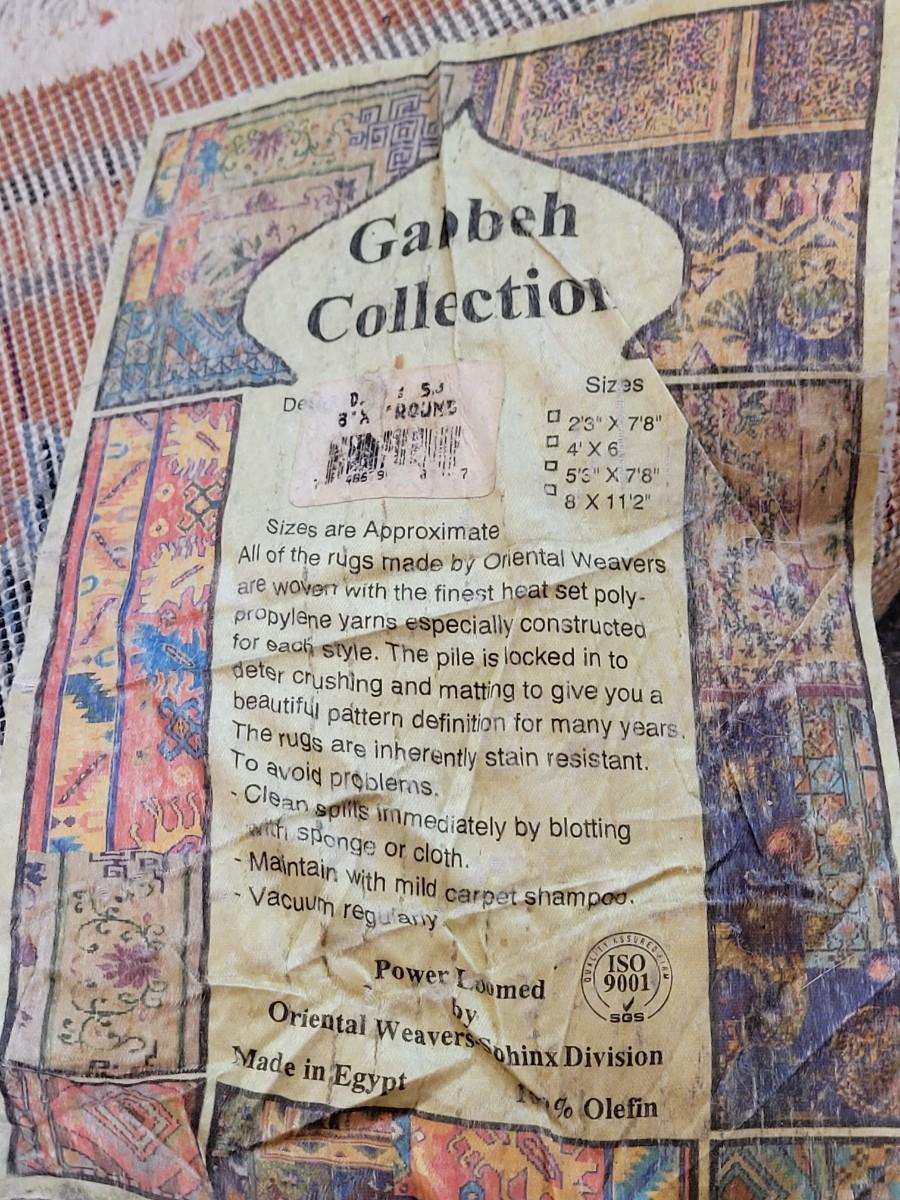 Gabbeh
Collection
Sizes
ROUND
2'3" X 7'8"
4' X 6
5'3" X 7'8"
8' X 11'2"
Sizes are Approximate
All of the rugs made by Oriental Weavers
are woven with the finest heat set poly-
propylene yarns especially constructed
for each style. The pile is locked in to
deter crushing and matting to give you a
beautiful pattern definition for many years.
The rugs are inherently stain resistant.
To avoid problems.
- Clean spills immediately by blotting
with sponge or cloth.
- Maintain with mild carpet shampoo.
- Vacuum regularly
QUALITY ASSURED FIRM
ISO
9001
SGS
Power Loomed
by
Oriental Weavers Sphinx Division
Made in Egypt
% Olefin